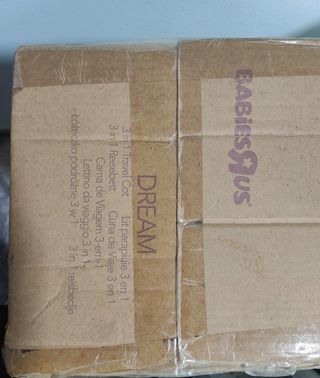 BABIES"R"US
DREAM
3 in 1 Travel Cot Lit parapluie 3 en 1
3 in 1 Reisebett Cuna de Viaje 3 en 1
Cama de Viagem 3-em-1
Lettino da viaggio 3-in-1
Łóżeczko podróżne 3 w 1 3 in 1 reisbedje